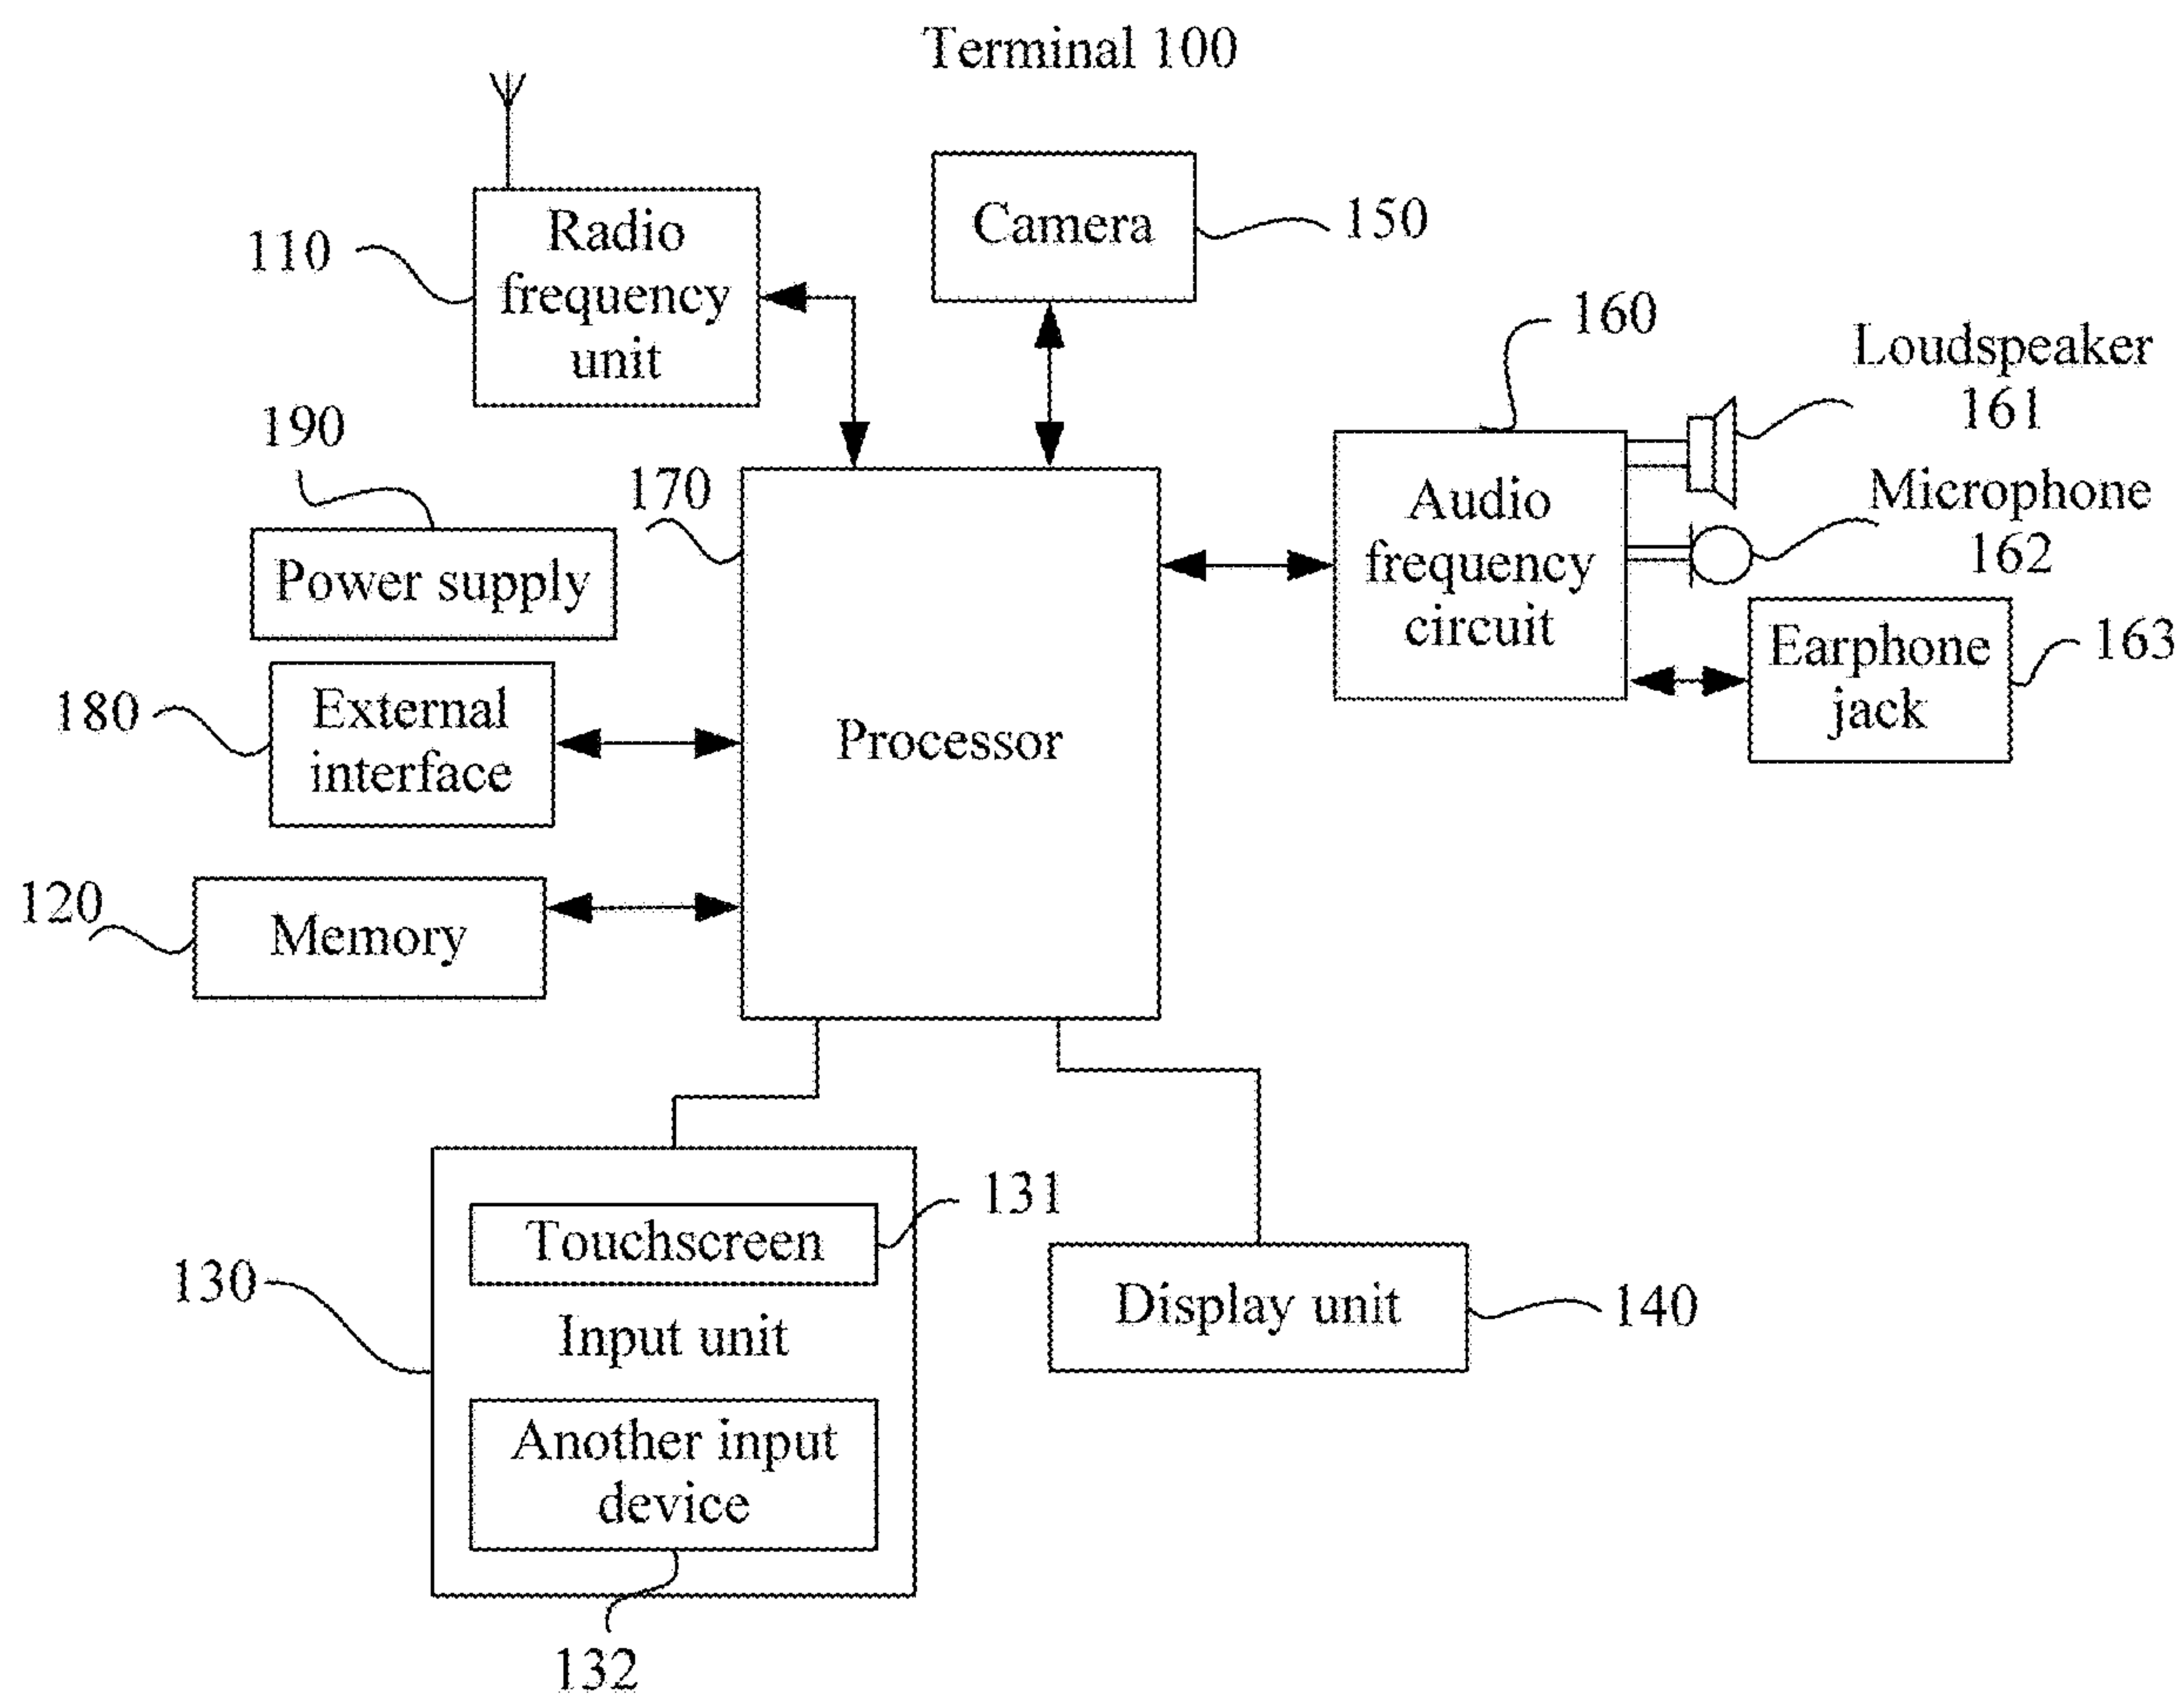 Terminal 100
110
Radio
frequency
unit
Camera
150
160
Loudspeaker
161
Microphone
162
190
Power supply
170
Processor
Audio
frequency
circuit
Earphone
jack
163
180
External
interface
120
Memory
130
Touchscreen
131
Input unit
Another input
device
132
Display unit
140